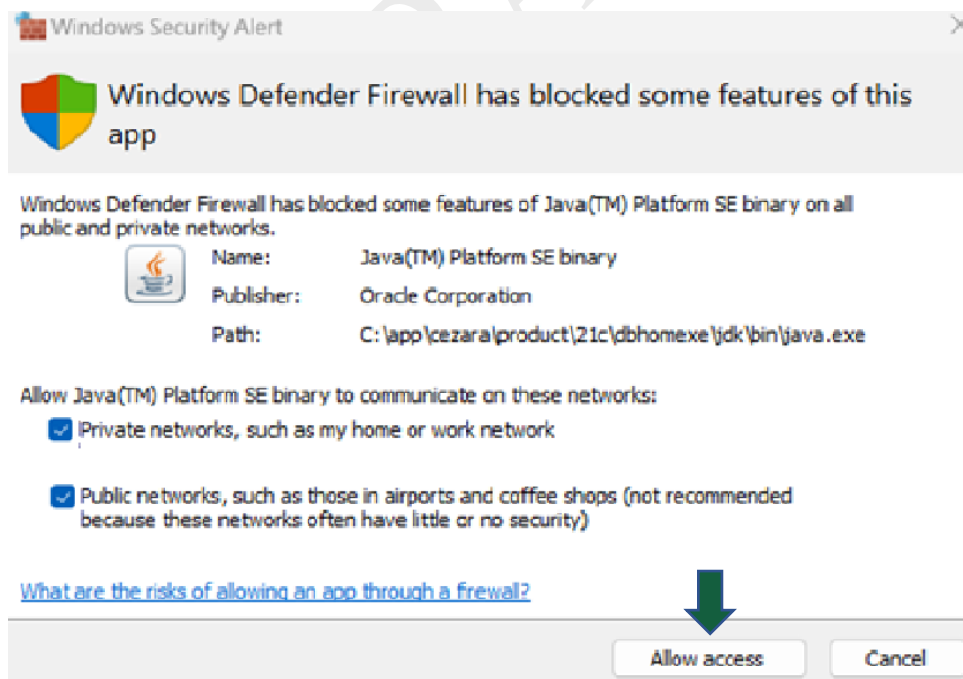 Windows Security Alert
Windows Defender Firewall has blocked some features of this
app
Windows Defender Firewall has blocked some features of Java(TM) Platform SE binary on all
public and private networks.
Name: Java(TM) Platform SE binary
Publisher: Oracle Corporation
Path: C:\app\cezara\product\21c\dbhomexe\jdk\bin\java.exe
Allow Java(TM) Platform SE binary to communicate on these networks:
Private networks, such as my home or work network
Public networks, such as those in airports and coffee shops (not recommended
because these networks often have little or no security)
What are the risks of allowing an app through a firewall?
Allow access Cancel